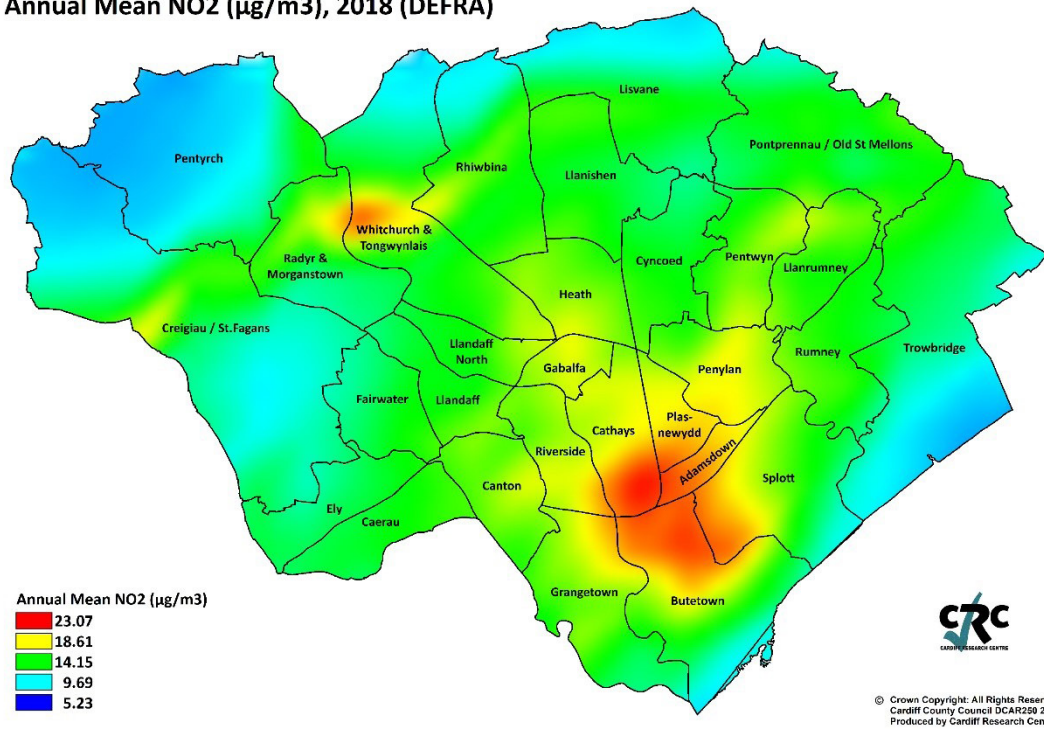 Annual Mean NO2 (µg/m3), 2018 (DEFRA)
Lisvane
Pentyrch
Pontprennau / Old St Mellons
Rhiwbina
Llanishen
Whitchurch &
Tongwynlais
Radyr &
Morganstown
Cyncoed
Pentwyn
Llanrumney
Heath
Creigiau / St.Fagans
Llandaff
North
Gabalfa
Penylan
Rumney
Trowbridge
Fairwater
Llandaff
Plas-
newydd
Cathays
Riverside
Adamsdown
Splott
Canton
Ely
Caerau
Grangetown
Butetown
Annual Mean NO2 (µg/m3)
23.07
18.61
14.15
9.69
5.23
CRC
CARDIFF RESEARCH CENTRE
© Crown Copyright: All Rights Reser
Cardiff County Council DCAR250 2
Produced by Cardiff Research Cen